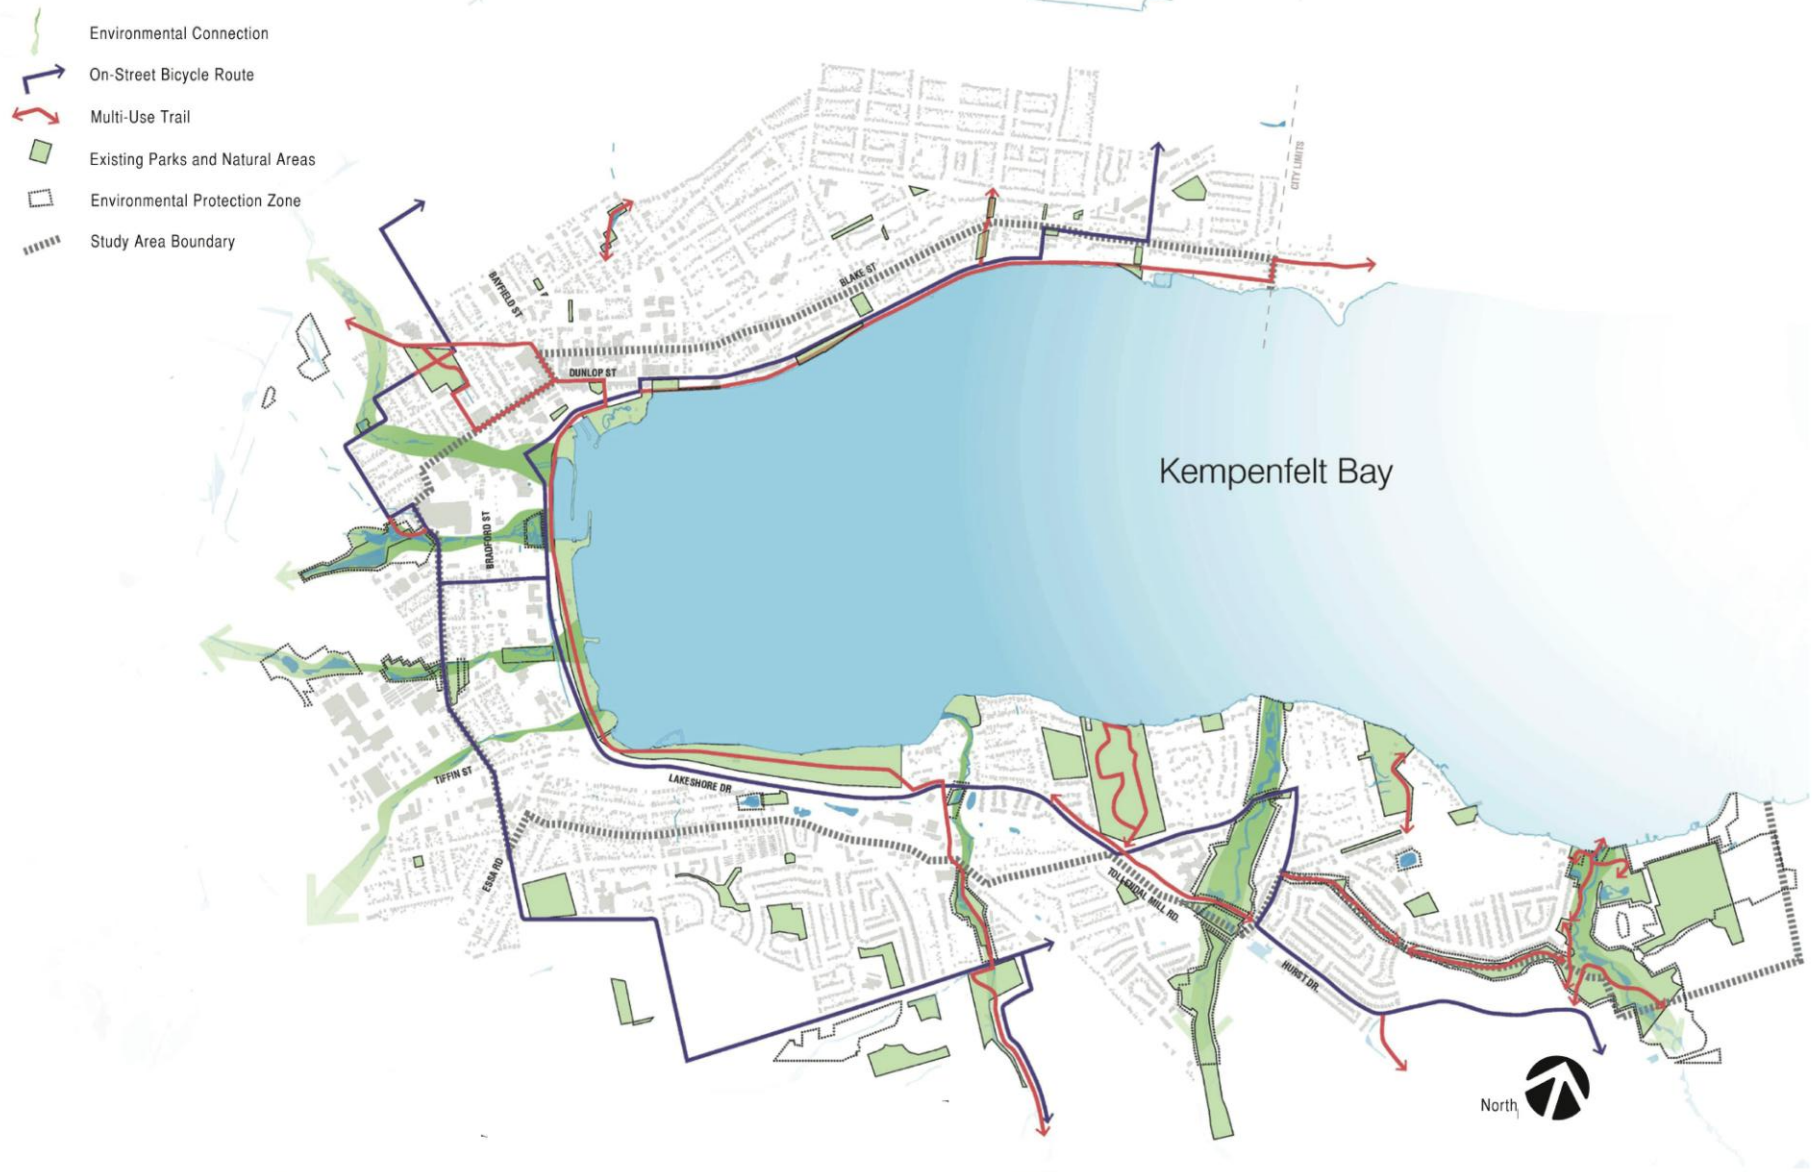 Environmental Connection
On-Street Bicycle Route
Multi-Use Trail
Existing Parks and Natural Areas
Environmental Protection Zone
Study Area Boundary
CITY LIMITS
BAYFIELD ST
BLAKE ST
DUNLOP ST
Kempenfelt Bay
BRADFORD ST
TIFFIN ST
LAKESHORE DR
ESSA RD
TOLLENDAL MILL RD.
HURST DR.
North